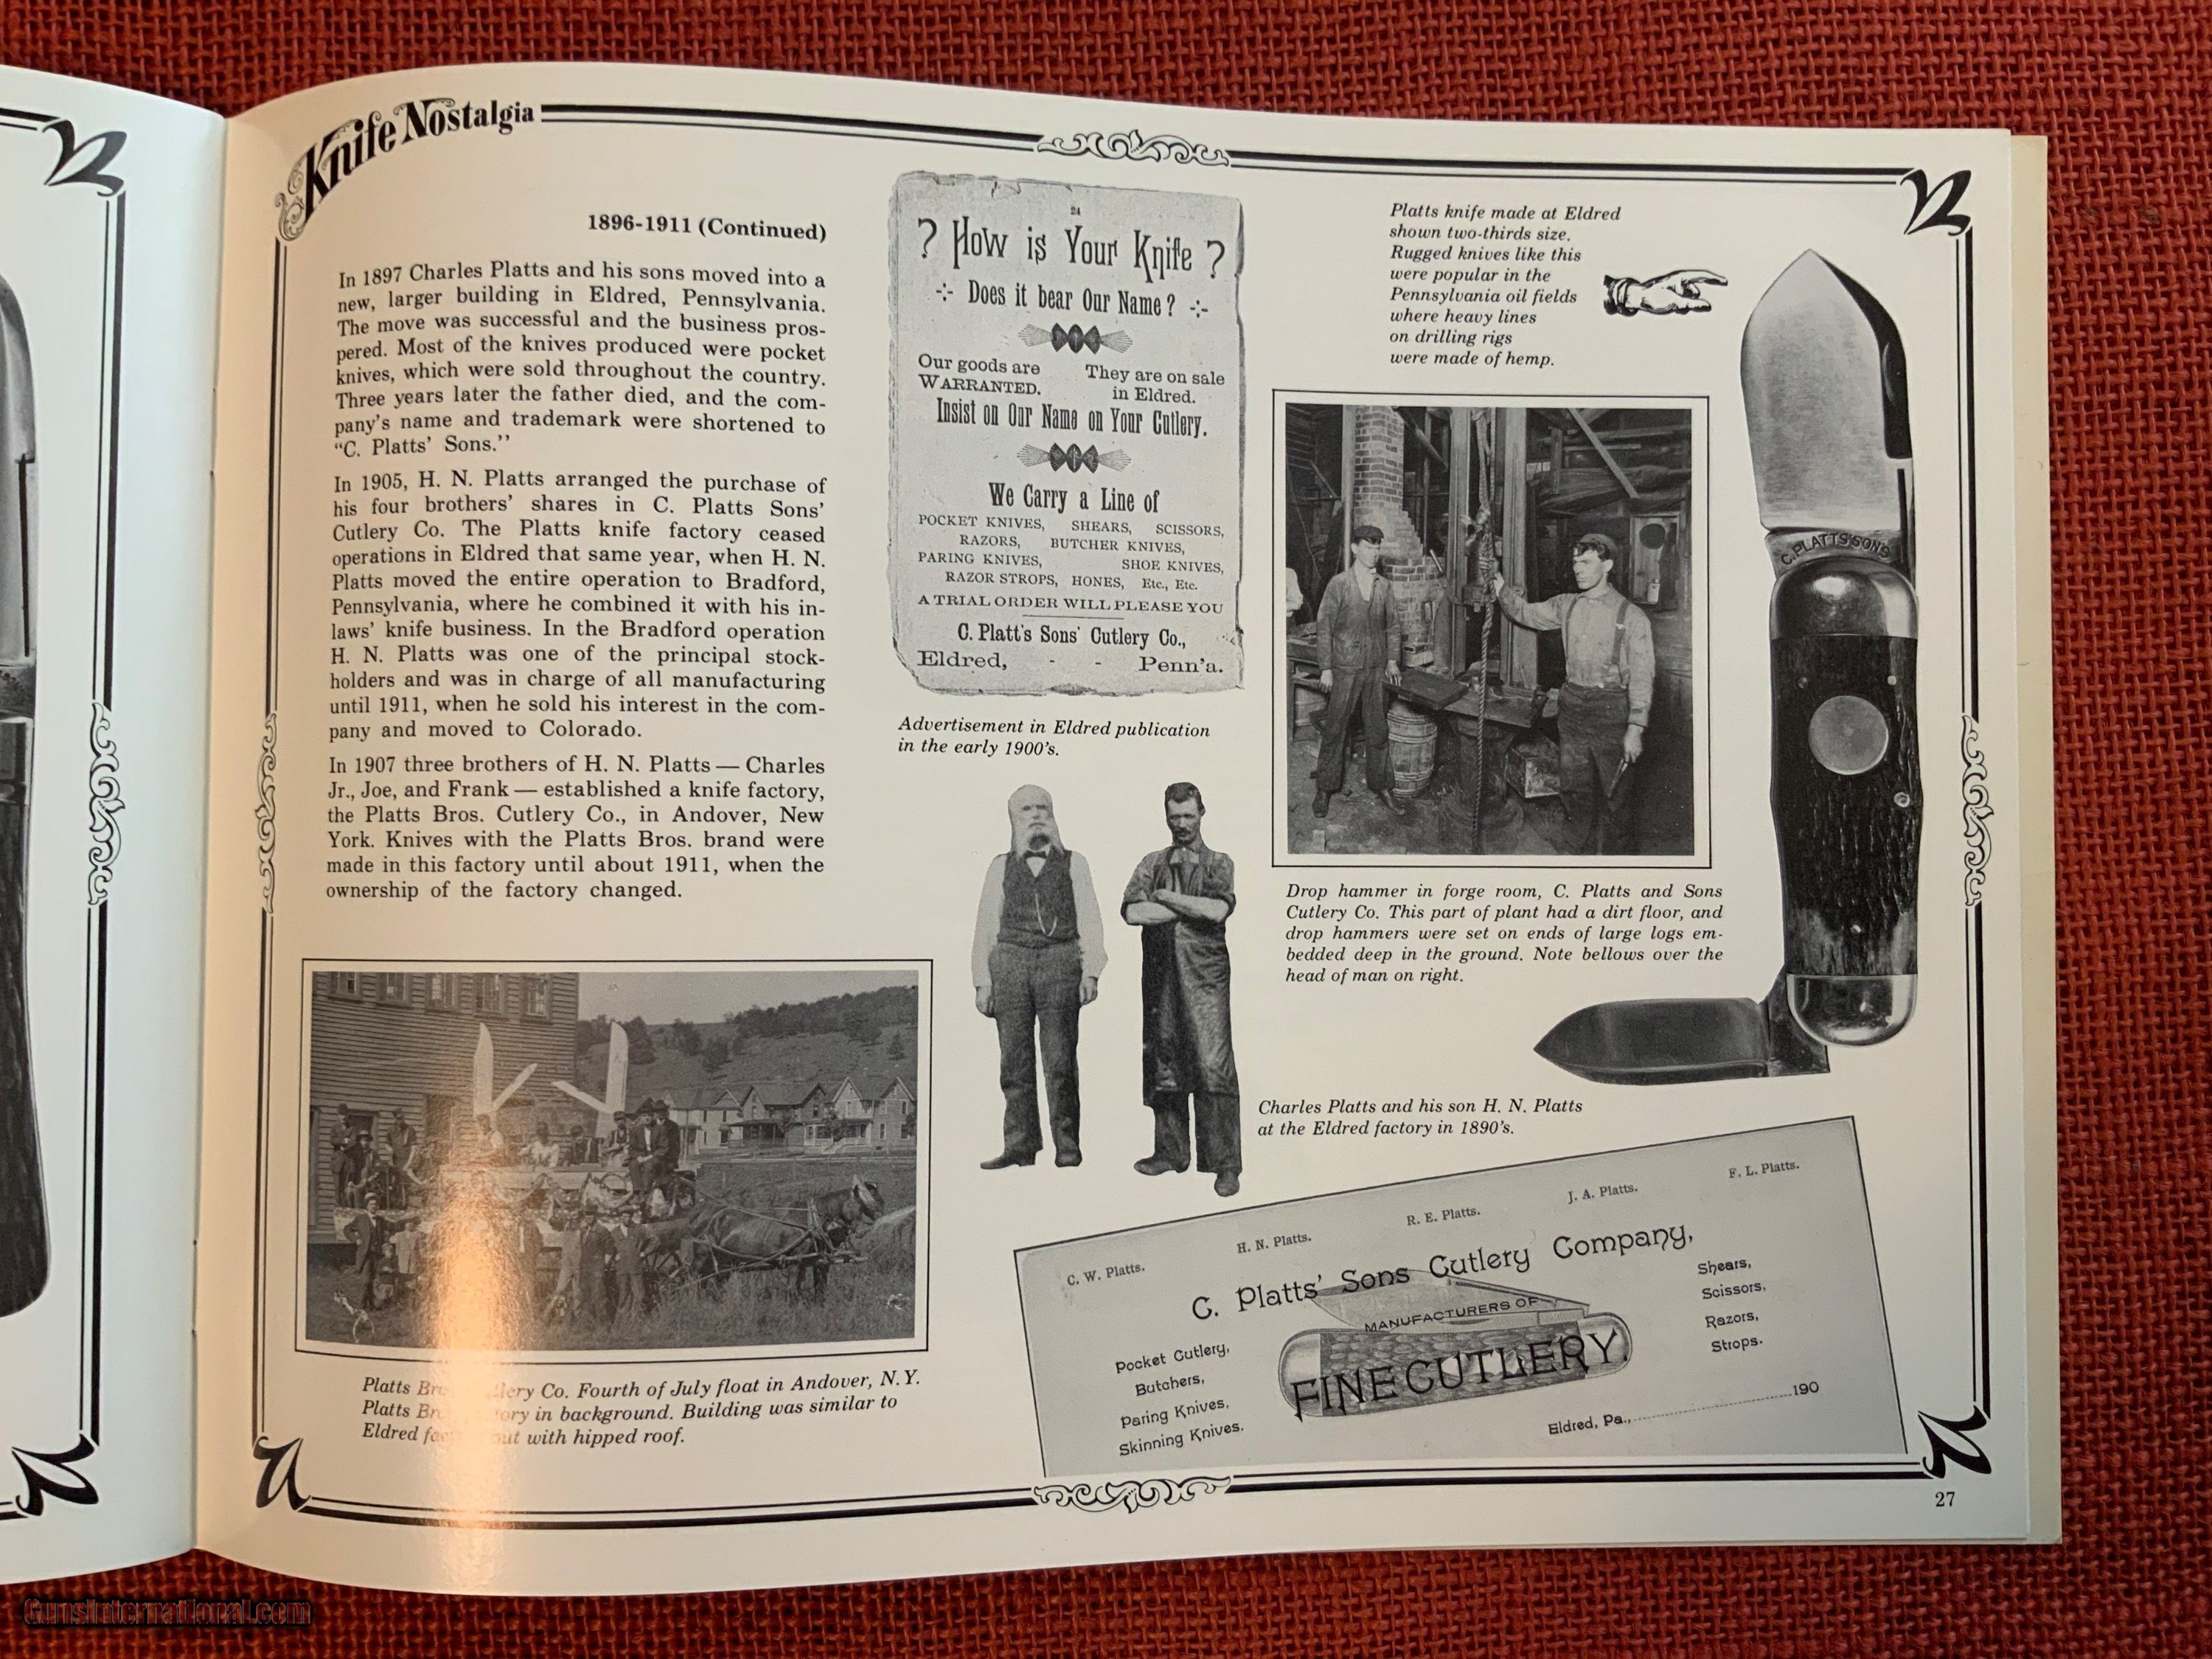 Knife Nostalgia
1896-1911 (Continued)
In 1897 Charles Platts and his sons moved into a
new, larger building in Eldred, Pennsylvania.
The move was successful and the business pros-
pered. Most of the knives produced were pocket
knives, which were sold throughout the country.
Three years later the father died, and the com-
pany's name and trademark were shortened to
“C. Platts' Sons.’’
In 1905, H. N. Platts arranged the purchase of
his four brothers' shares in C. Platts Sons'
Cutlery Co. The Platts knife factory ceased
operations in Eldred that same year, when H. N.
Platts moved the entire operation to Bradford,
Pennsylvania, where he combined it with his in-
laws' knife business. In the Bradford operation
H. N. Platts was one of the principal stock-
holders and was in charge of all manufacturing
until 1911, when he sold his interest in the com-
pany and moved to Colorado.
In 1907 three brothers of H. N. Platts — Charles
Jr., Joe, and Frank — established a knife factory,
the Platts Bros. Cutlery Co., in Andover, New
York. Knives with the Platts Bros. brand were
made in this factory until about 1911, when the
ownership of the factory changed.
Platts Co. Fourth of July float in Andover, N.Y.
Platts in background. Building was similar to
Eldred with hipped roof.
24
? How is Your Knife ?
-:- Does it bear Our Name? -:-
Our goods are
WARRANTED.
They are on sale
in Eldred.
Insist on Our Name on Your Cutlery.
We Carry a Line of
POCKET KNIVES, SHEARS, SCISSORS,
RAZORS, BUTCHER KNIVES,
PARING KNIVES, SHOE KNIVES,
RAZOR STROPS, HONES, Etc., Etc.
A TRIAL ORDER WILL PLEASE YOU
C. Platt's Sons' Cutlery Co.,
Eldred, - - Penn'a.
Advertisement in Eldred publication
in the early 1900's.
Platts knife made at Eldred
shown two-thirds size.
Rugged knives like this
were popular in the
Pennsylvania oil fields
where heavy lines
on drilling rigs
were made of hemp.
C. PLATTS' SONS
Drop hammer in forge room, C. Platts and Sons
Cutlery Co. This part of plant had a dirt floor, and
drop hammers were set on ends of large logs em-
bedded deep in the ground. Note bellows over the
head of man on right.
Charles Platts and his son H. N. Platts
at the Eldred factory in 1890's.
C. W. Platts. H. N. Platts. R. E. Platts. J. A. Platts. F. L. Platts.
C. Platts' Sons Cutlery Company,
MANUFACTURERS OF
FINE CUTLERY.
Pocket Cutlery,
Butchers,
Paring Knives,
Skinning Knives.
Shears,
Scissors,
Razors,
Strops.
Eldred, Pa., ........................190
27
GunsInternational.com